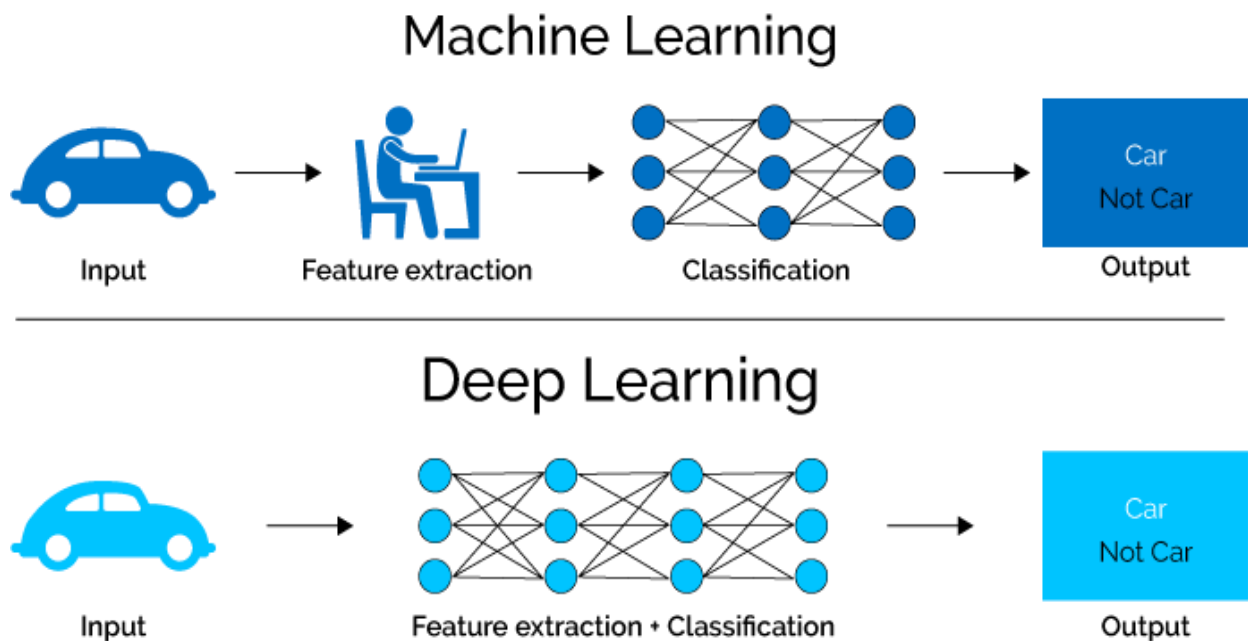 Machine Learning
Car
Not Car
Input
Feature extraction
Classification
Output
Deep Learning
Car
Not Car
Input
Feature extraction + Classification
Output